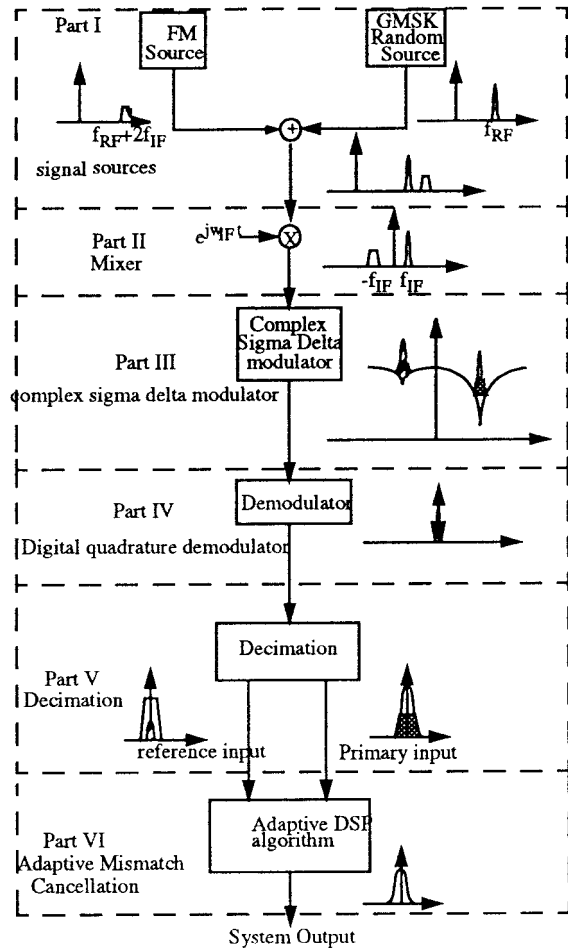 Part I
FM
Source
GMSK
Random
Source
fRF+2fIF
fRF
+
signal sources
Part II
Mixer
e^jwIFt
X
-fIF fIF
Complex
Sigma Delta
modulator
Part III
complex sigma delta modulator
Part IV
Demodulator
Digital quadrature demodulator
Decimation
Part V
Decimation
reference input
Primary input
Adaptive DSP
algorithm
Part VI
Adaptive Mismatch
Cancellation
System Output